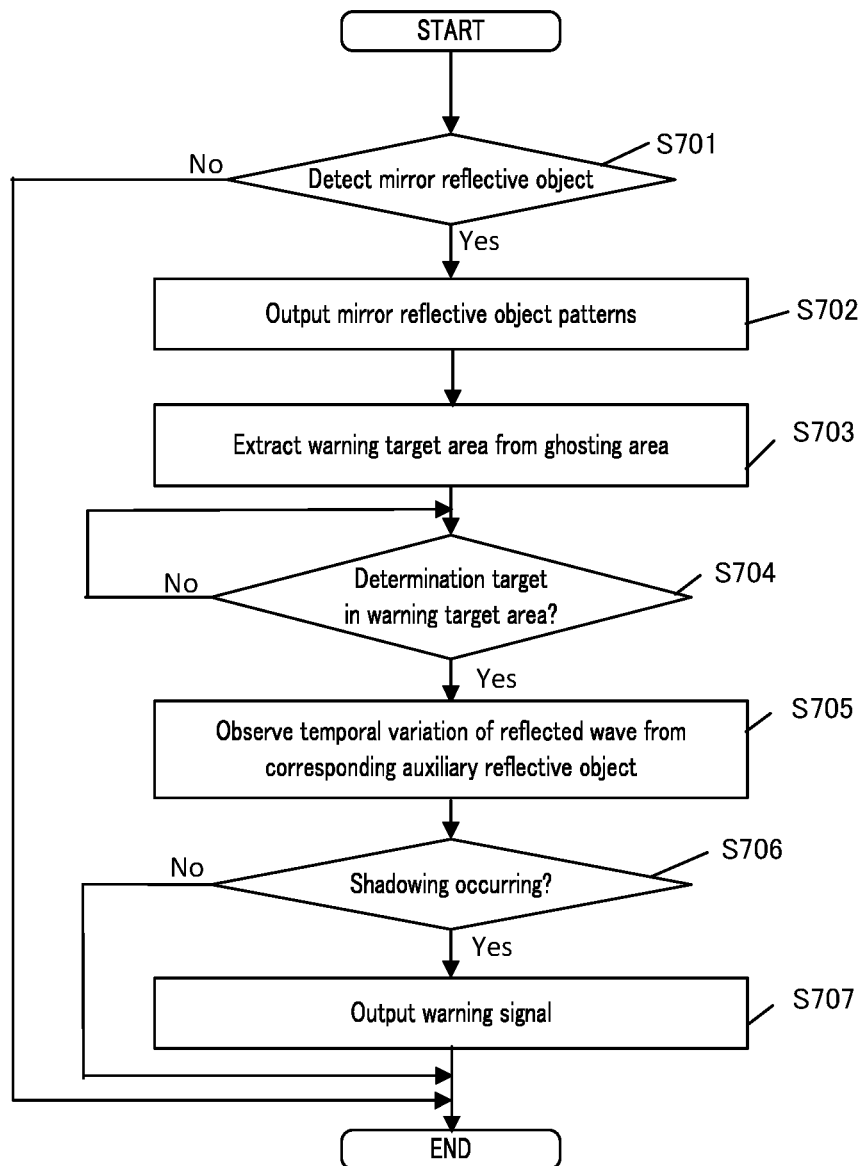 START
S701
No
Detect mirror reflective object
Yes
S702
Output mirror reflective object patterns
S703
Extract warning target area from ghosting area
S704
No
Determination target
in warning target area?
Yes
S705
Observe temporal variation of reflected wave from
corresponding auxiliary reflective object
S706
No
Shadowing occurring?
Yes
S707
Output warning signal
END